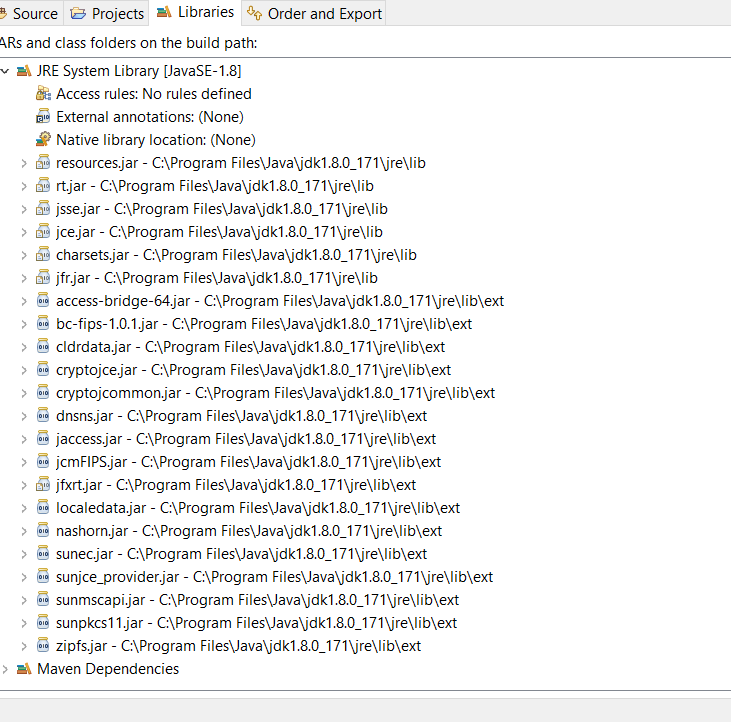 Source Projects Libraries Order and Export
ARs and class folders on the build path:
JRE System Library [JavaSE-1.8]
Access rules: No rules defined
External annotations: (None)
Native library location: (None)
resources.jar - C:\Program Files\Java\jdk1.8.0_171\jre\lib
rt.jar - C:\Program Files\Java\jdk1.8.0_171\jre\lib
jsse.jar - C:\Program Files\Java\jdk1.8.0_171\jre\lib
jce.jar - C:\Program Files\Java\jdk1.8.0_171\jre\lib
charsets.jar - C:\Program Files\Java\jdk1.8.0_171\jre\lib
jfr.jar - C:\Program Files\Java\jdk1.8.0_171\jre\lib
access-bridge-64.jar - C:\Program Files\Java\jdk1.8.0_171\jre\lib\ext
bc-fips-1.0.1.jar - C:\Program Files\Java\jdk1.8.0_171\jre\lib\ext
cldrdata.jar - C:\Program Files\Java\jdk1.8.0_171\jre\lib\ext
cryptojce.jar - C:\Program Files\Java\jdk1.8.0_171\jre\lib\ext
cryptojcommon.jar - C:\Program Files\Java\jdk1.8.0_171\jre\lib\ext
dnsns.jar - C:\Program Files\Java\jdk1.8.0_171\jre\lib\ext
jaccess.jar - C:\Program Files\Java\jdk1.8.0_171\jre\lib\ext
jcmFIPS.jar - C:\Program Files\Java\jdk1.8.0_171\jre\lib\ext
jfxrt.jar - C:\Program Files\Java\jdk1.8.0_171\jre\lib\ext
localedata.jar - C:\Program Files\Java\jdk1.8.0_171\jre\lib\ext
nashorn.jar - C:\Program Files\Java\jdk1.8.0_171\jre\lib\ext
sunec.jar - C:\Program Files\Java\jdk1.8.0_171\jre\lib\ext
sunjce_provider.jar - C:\Program Files\Java\jdk1.8.0_171\jre\lib\ext
sunmscapi.jar - C:\Program Files\Java\jdk1.8.0_171\jre\lib\ext
sunpkcs11.jar - C:\Program Files\Java\jdk1.8.0_171\jre\lib\ext
zipfs.jar - C:\Program Files\Java\jdk1.8.0_171\jre\lib\ext
Maven Dependencies